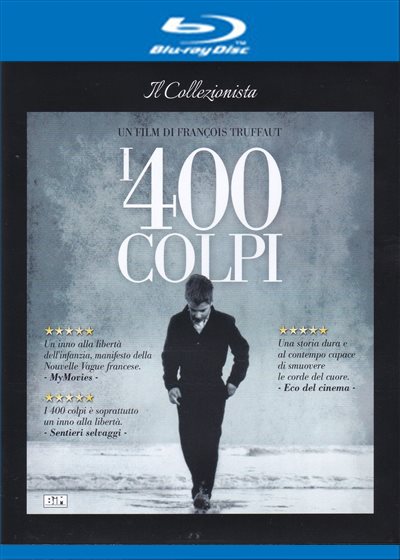 Blu-ray Disc
Il Collezionista
UN FILM DI FRANÇOIS TRUFFAUT
I
400
COLPI
Un inno alla libertà
dell'infanzia, manifesto della
Nouvelle Vague francese.
- MyMovies -
I 400 colpi è soprattutto
un inno alla libertà.
- Sentieri selvaggi -
Una storia dura e
al contempo capace
di smuovere
le corde del cuore.
- Eco del cinema -